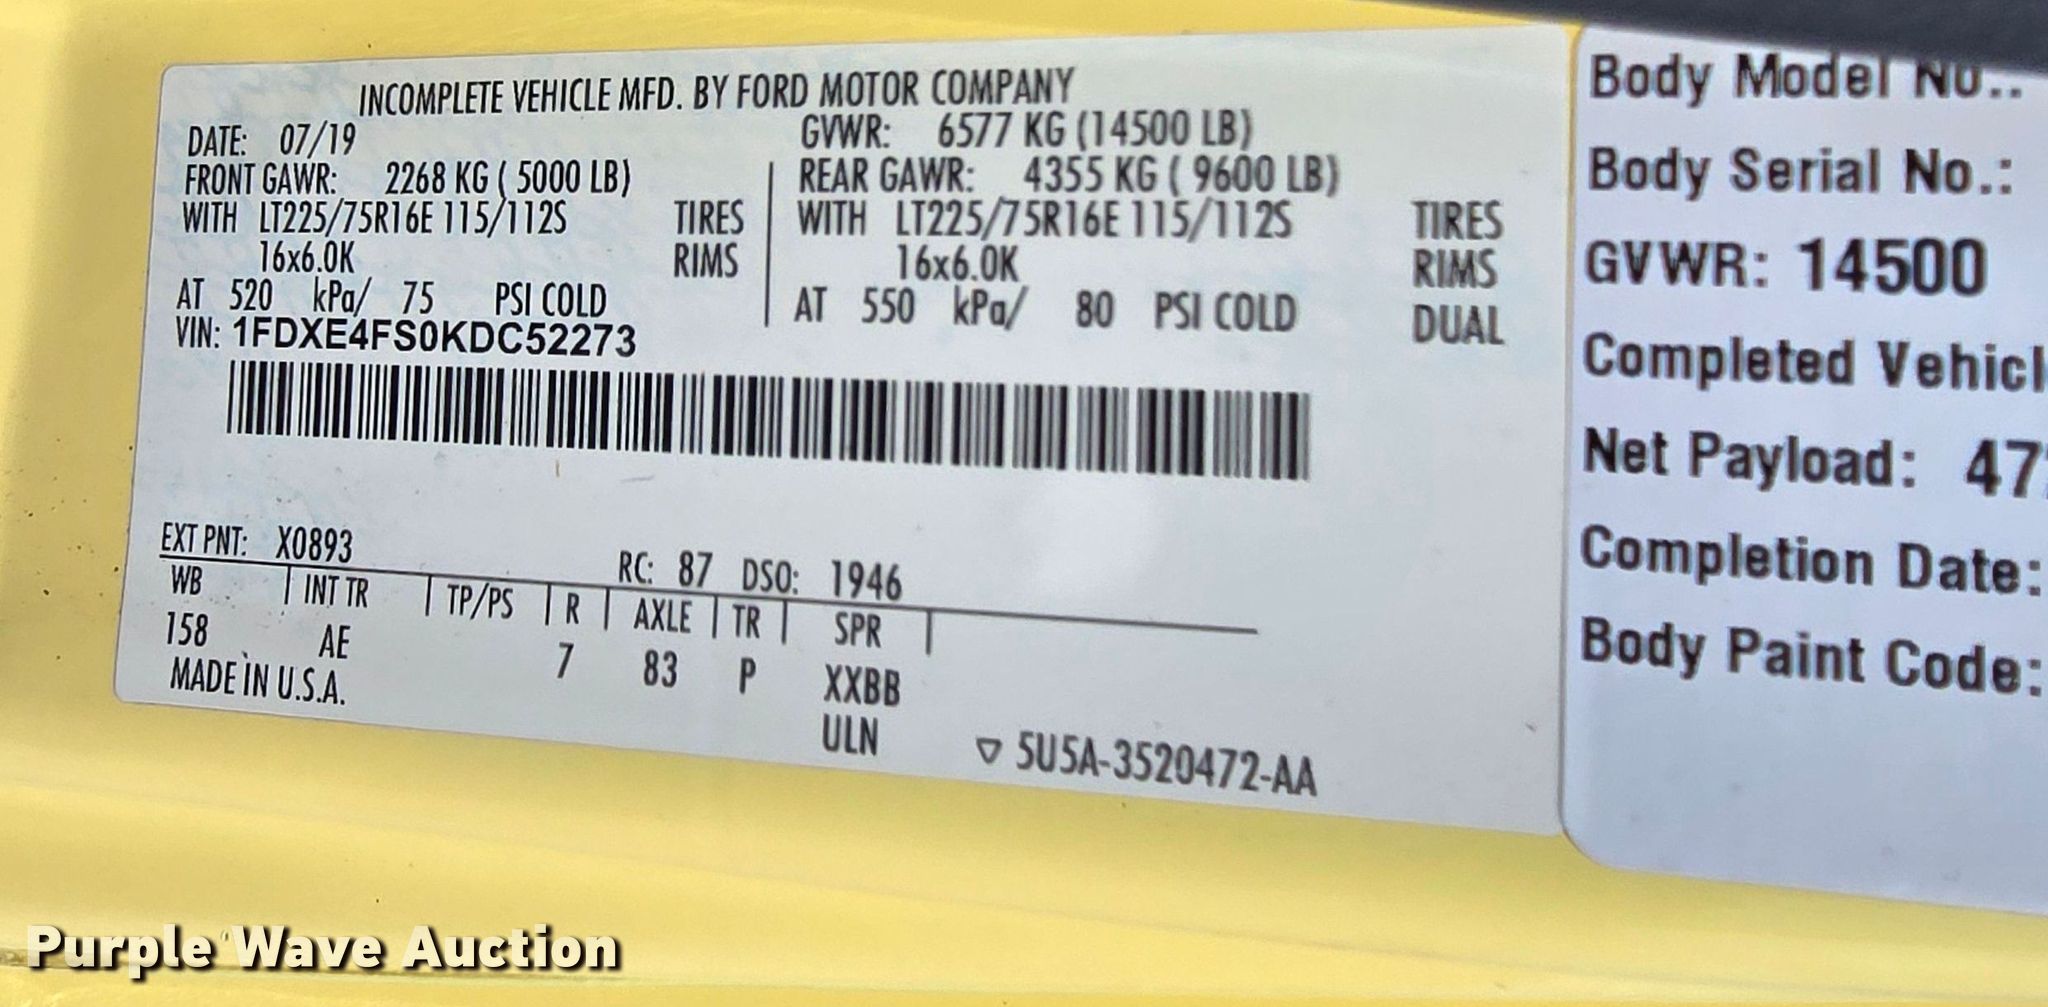 INCOMPLETE VEHICLE MFD. BY FORD MOTOR COMPANY
DATE: 07/19 GVWR: 6577 KG (14500 LB)
FRONT GAWR: 2268 KG ( 5000 LB) REAR GAWR: 4355 KG ( 9600 LB)
WITH LT225/75R16E 115/112S TIRES WITH LT225/75R16E 115/112S TIRES
16x6.0K RIMS 16x6.0K RIMS
AT 520 kPa/ 75 PSI COLD AT 550 kPa/ 80 PSI COLD DUAL
VIN: 1FDXE4FS0KDC52273
EXT PNT: X0893 RC: 87 DSO: 1946
WB INT TR TP/PS R AXLE TR SPR
158 AE 7 83 P XXBB
MADE IN U.S.A. ULN
▽ 5U5A-3520472-AA
Body Model No..
Body Serial No.:
GVWR: 14500
Completed Vehicl
Net Payload: 47
Completion Date:
Body Paint Code:
Purple Wave Auction